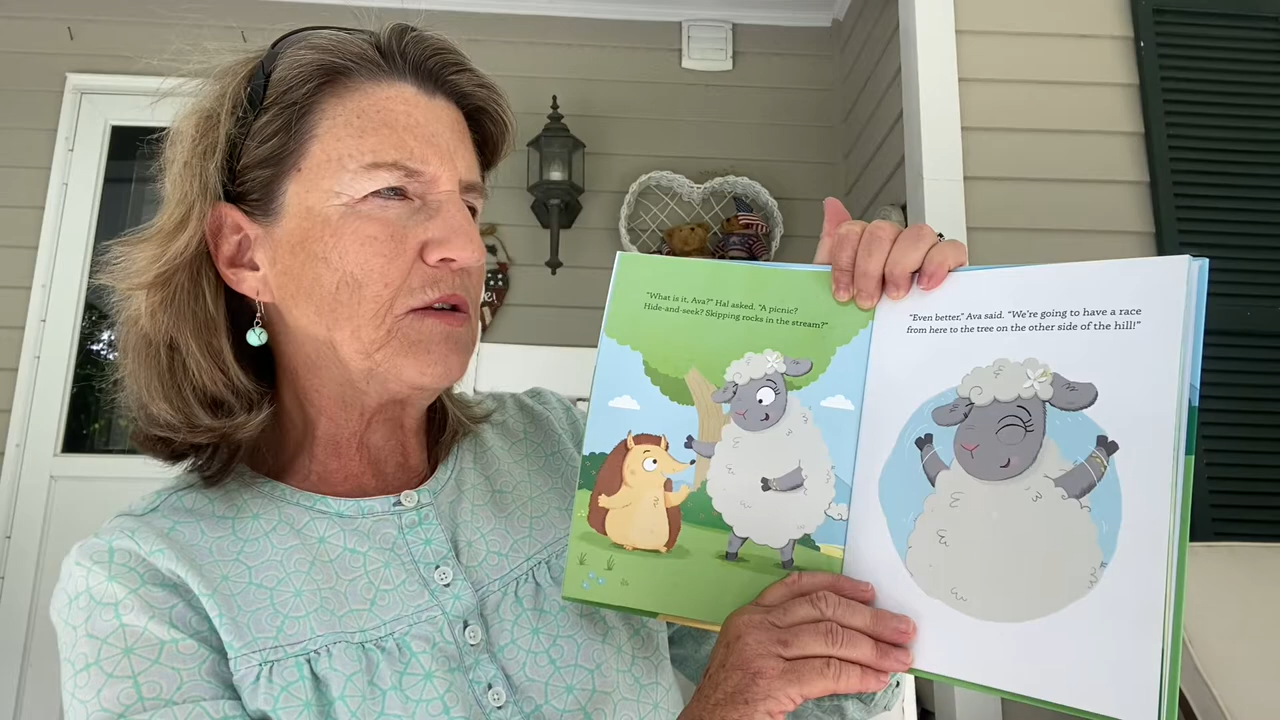 "What is it, Ava?" Hal asked. "A picnic?
Hide-and-seek? Skipping rocks in the stream?"
"Even better," Ava said. "We're going to have a race
from here to the tree on the other side of the hill!"